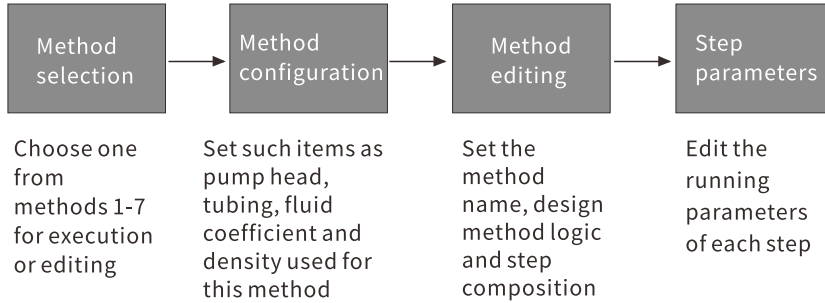 Method
selection
Method
configuration
Method
editing
Step
parameters
Choose one
from
methods 1-7
for execution
or editing
Set such items as
pump head,
tubing, fluid
coefficient and
density used for
this method
Set the
method
name, design
method logic
and step
composition
Edit the
running
parameters
of each step